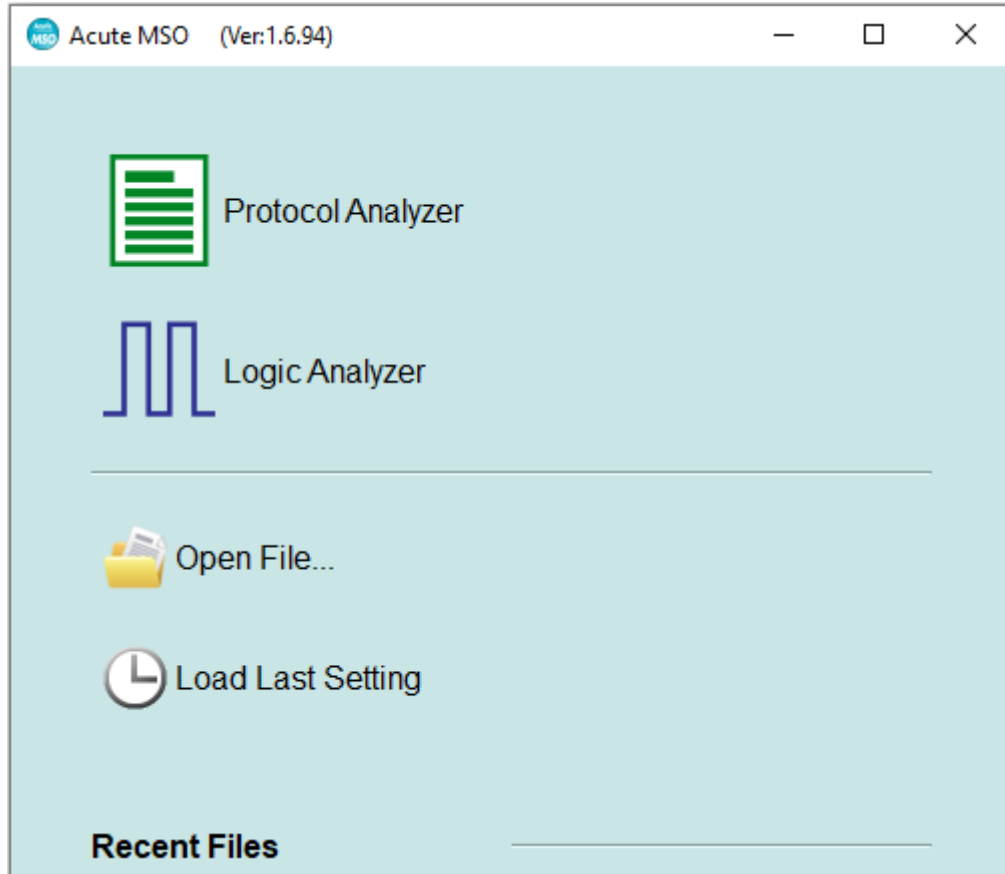 Acute MSO (Ver:1.6.94)
Protocol Analyzer
Logic Analyzer
Open File...
Load Last Setting
Recent Files